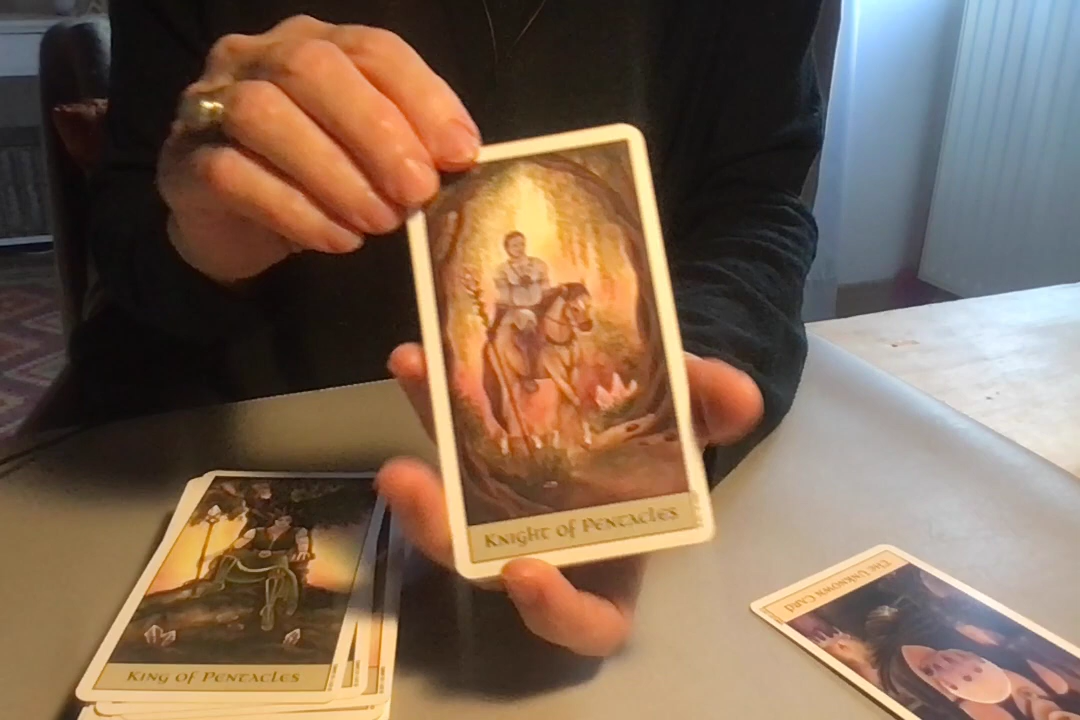 Knight of Pentacles
King of Pentacles
The Unknown Card